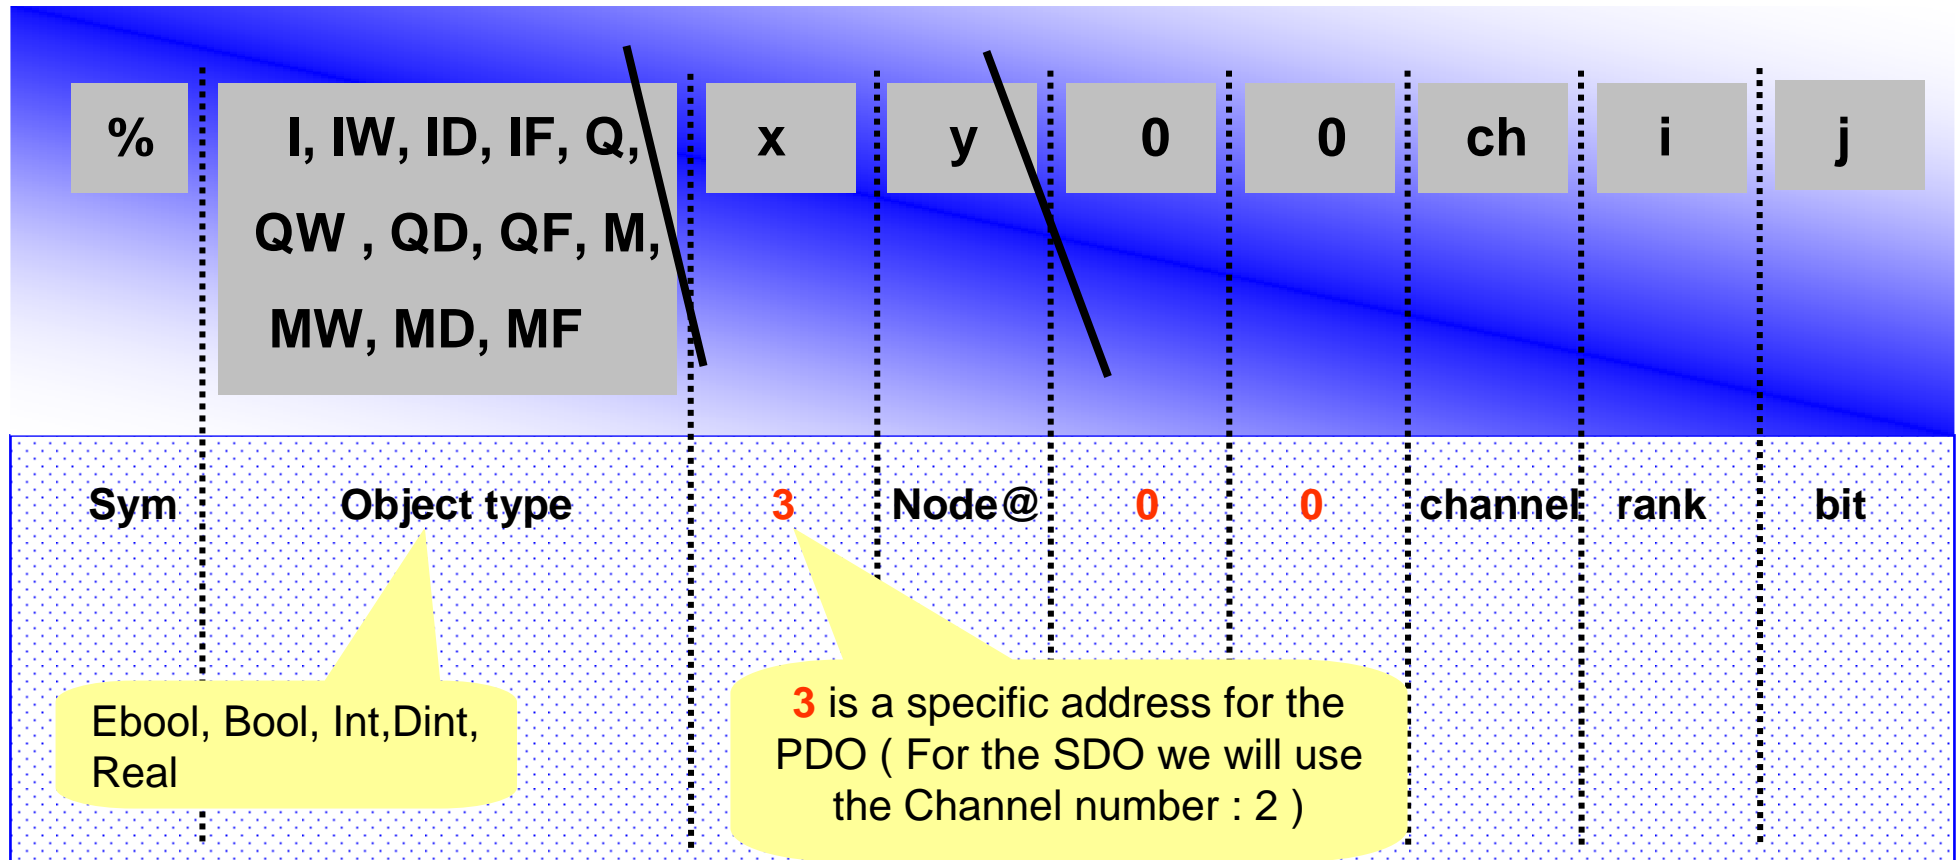 % I, IW, ID, IF, Q, x y 0 0 ch i j
QW , QD, QF, M,
MW, MD, MF
Sym Object type 3 Node@ 0 0 channel rank bit
Ebool, Bool, Int,Dint,
Real
3 is a specific address for the
PDO ( For the SDO we will use
the Channel number : 2 )